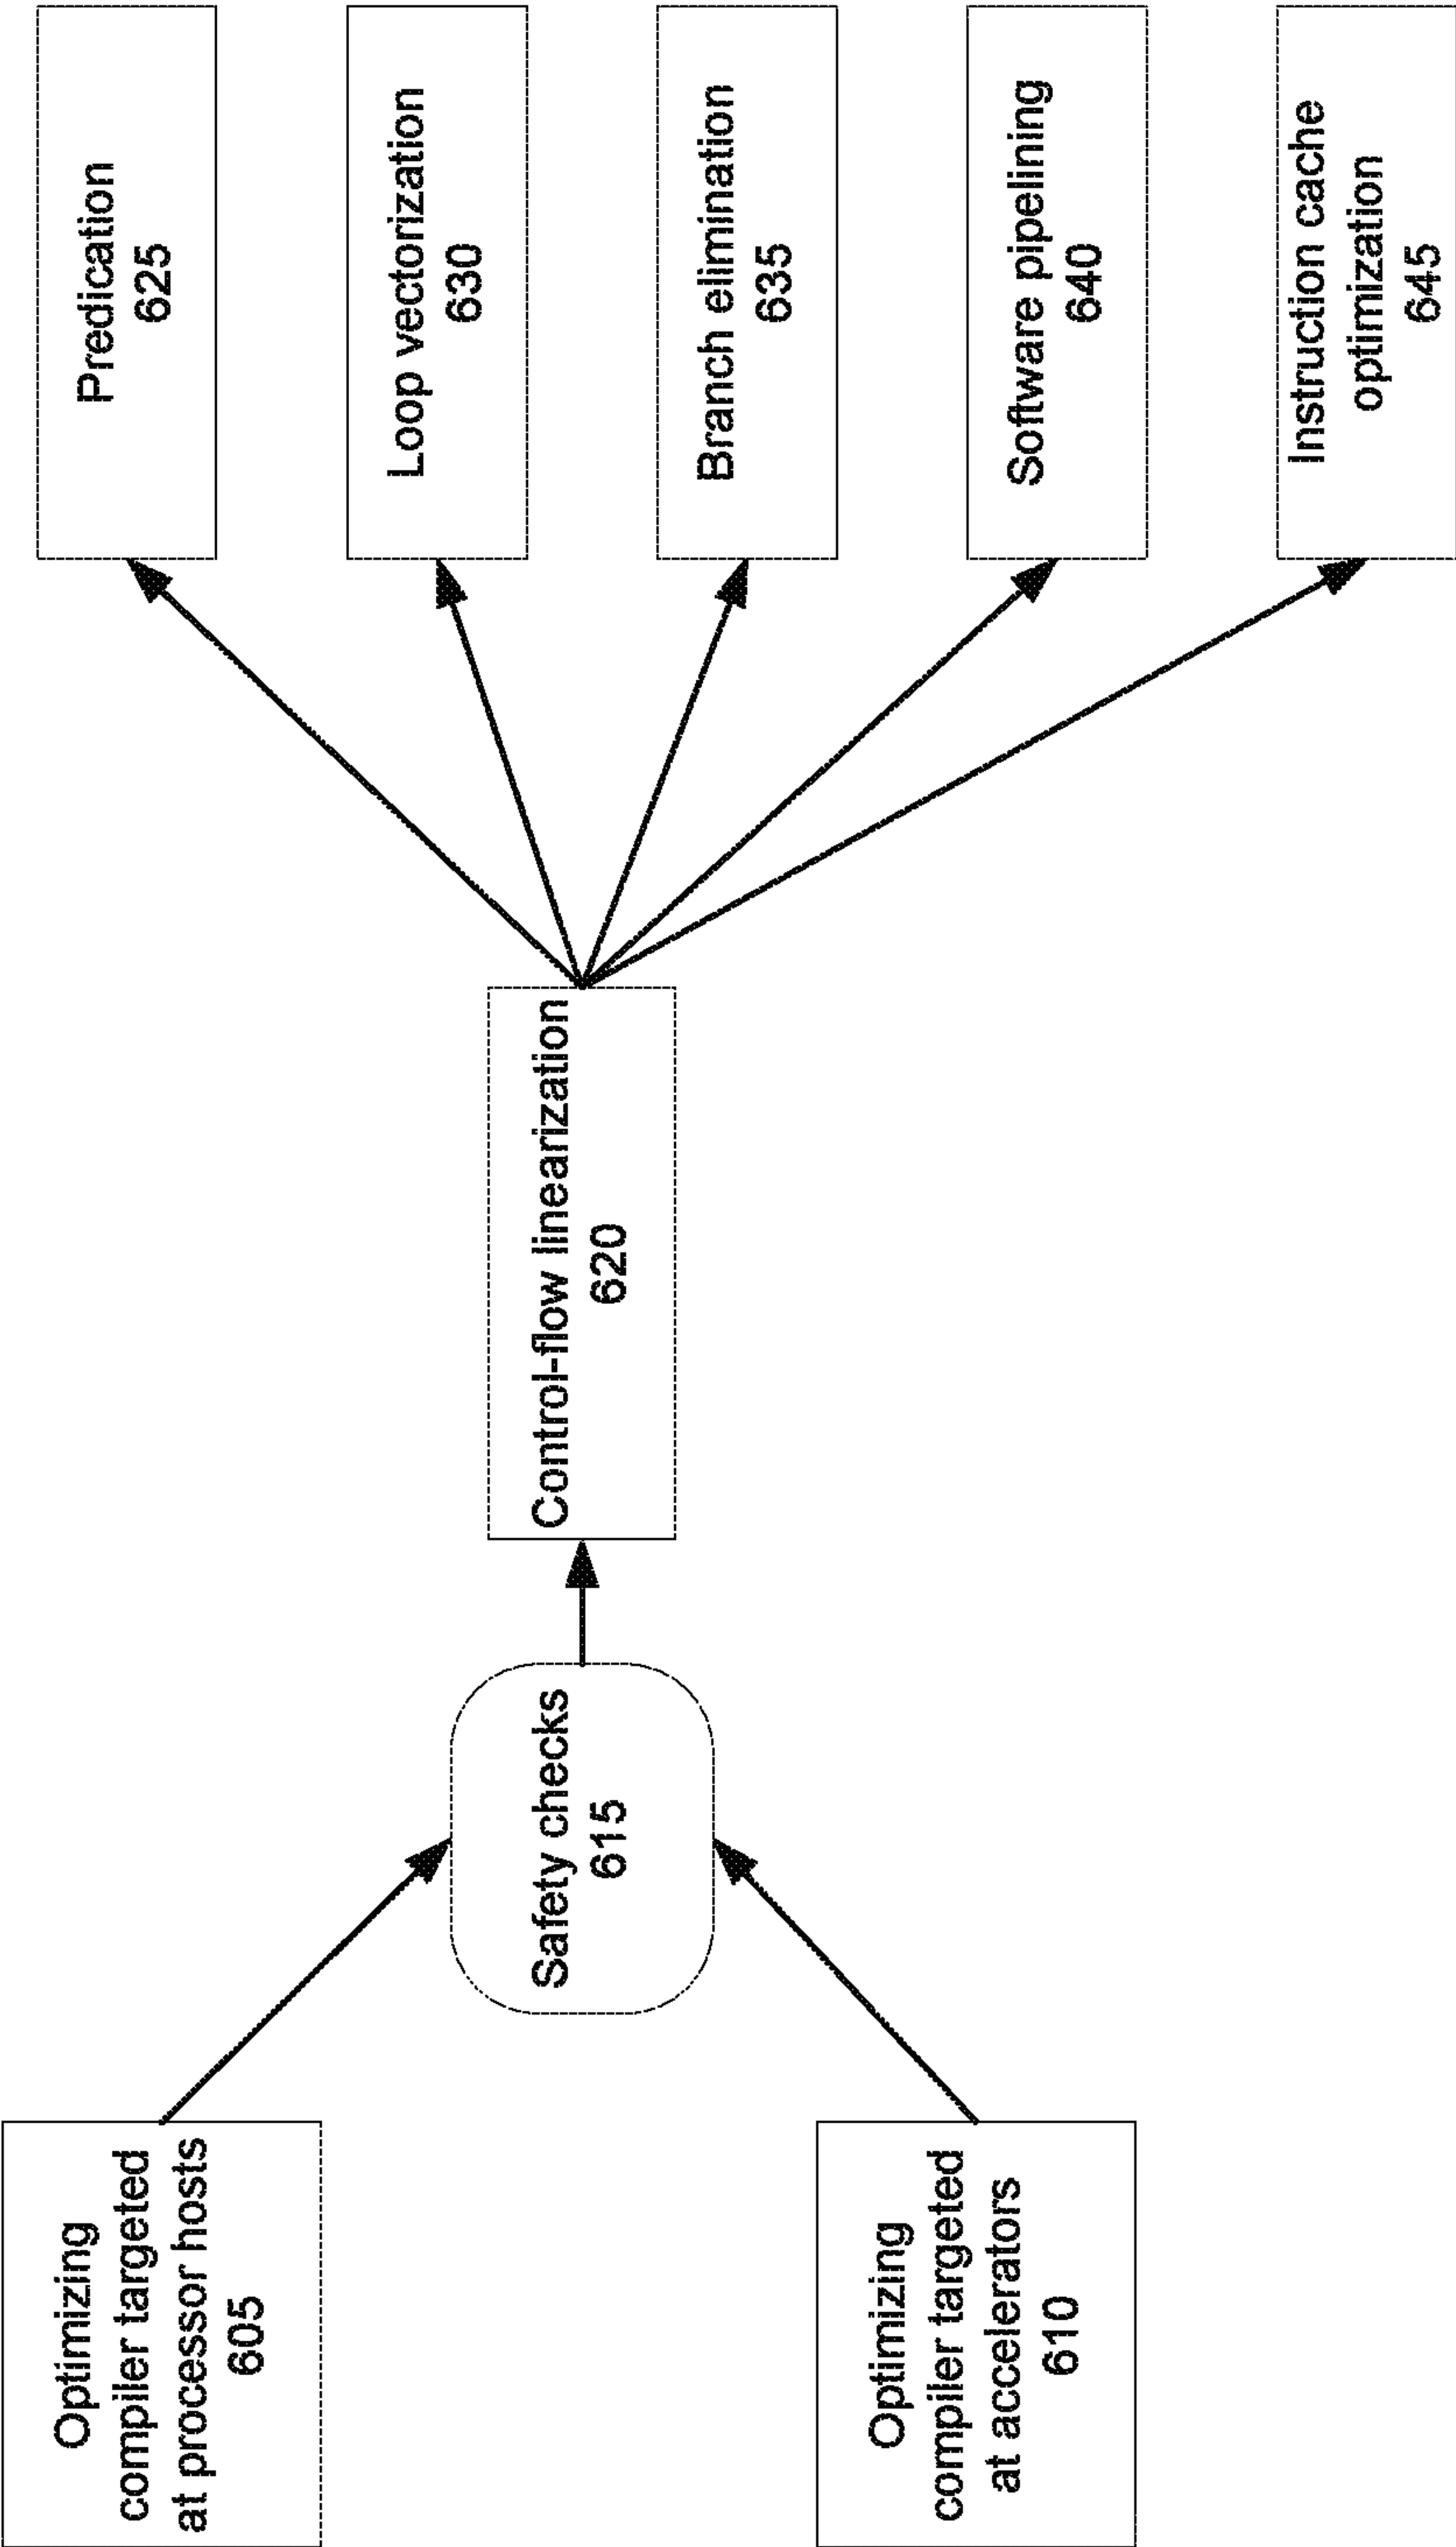 Optimizing
compiler targeted
at processor hosts
605
Optimizing
compiler targeted
at accelerators
610
Safety checks
615
Control-flow linearization
620
Predication
625
Loop vectorization
630
Branch elimination
635
Software pipelining
640
Instruction cache
optimization
645